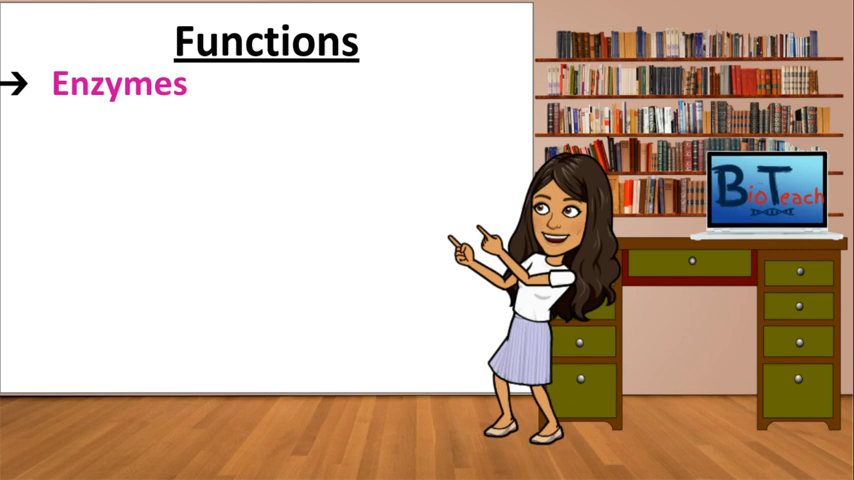 Functions
→ Enzymes
BioTeach